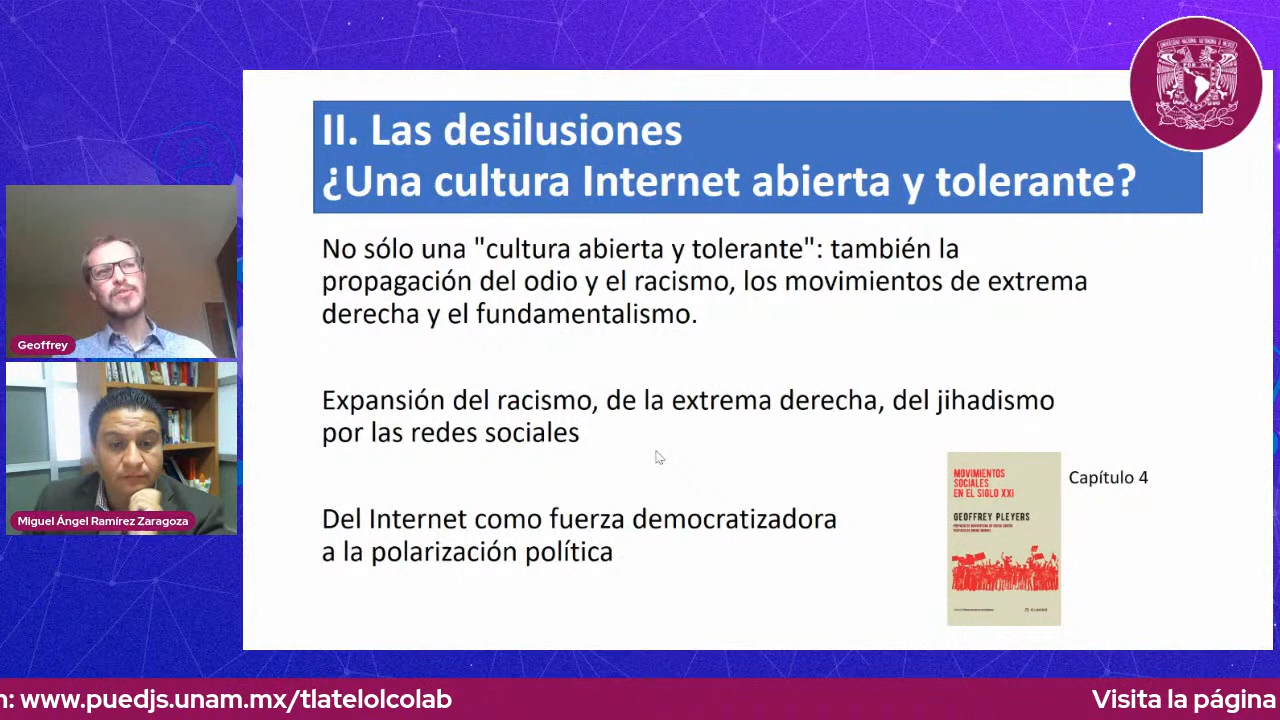 II. Las desilusiones
¿Una cultura Internet abierta y tolerante?
No sólo una "cultura abierta y tolerante": también la
propagación del odio y el racismo, los movimientos de extrema
derecha y el fundamentalismo.
Expansión del racismo, de la extrema derecha, del jihadismo
por las redes sociales
Del Internet como fuerza democratizadora
a la polarización política
MOVIMIENTOS
SOCIALES
EN EL SIGLO XXI
GEOFFREY PLEYERS
Capítulo 4
Geoffrey
Miguel Ángel Ramírez Zaragoza
n: www.puedjs.unam.mx/tlatelolcolab
Visita la página